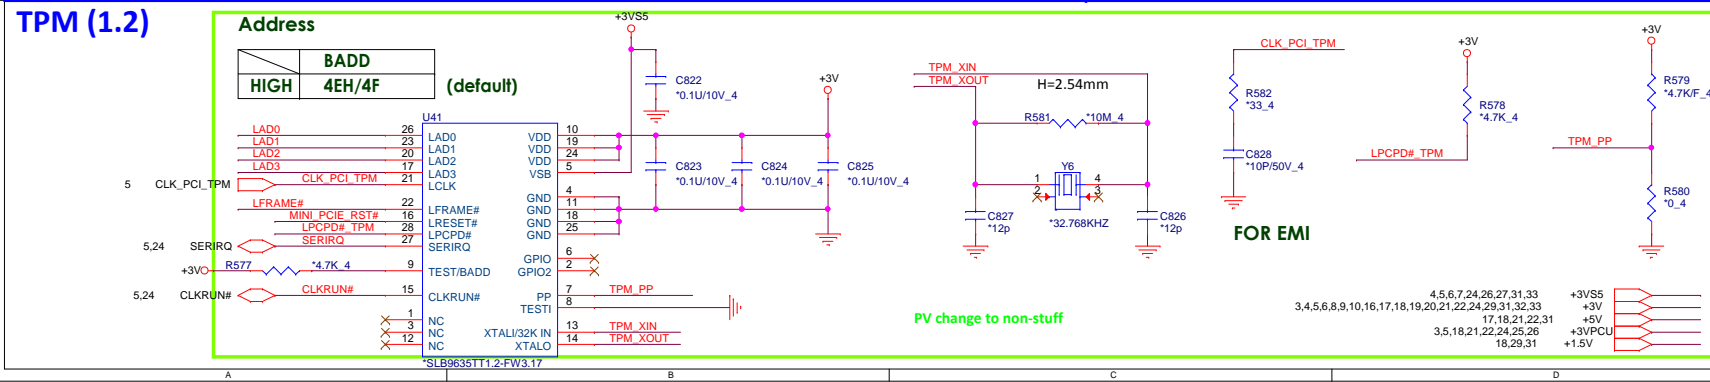 TPM (1.2)
Address
BADD
HIGH 4EH/4F (default)
+3VS5
C822
*0.1U/10V_4
+3V
U41
LAD0 26 LAD0 VDD 10
LAD1 23 LAD1 VDD 19
LAD2 20 LAD2 VDD 24
LAD3 17 LAD3 VSB 5
5 CLK_PCI_TPM CLK_PCI_TPM 21 LCLK
GND 4
LFRAME# 22 LFRAME# GND 11
MINI_PCIE_RST# 16 LRESET# GND 18
LPCPD#_TPM 28 LPCPD# GND 25
5,24 SERIRQ SERIRQ 27 SERIRQ
GPIO 6
+3V R577 *4.7K_4 9 TEST/BADD GPIO2 2
5,24 CLKRUN# CLKRUN# 15 CLKRUN# PP 7 TPM_PP
TESTI 8
1 NC
3 NC XTALI/32K IN 13 TPM_XIN
12 NC XTALO 14 TPM_XOUT
*SLB9635TT1.2-FW3.17
C823
*0.1U/10V_4
C824
*0.1U/10V_4
C825
*0.1U/10V_4
TPM_XIN
TPM_XOUT
H=2.54mm
R581 *10M_4
Y6
1 4
2 3
*32.768KHZ
C827
*12p
C826
*12p
PV change to non-stuff
CLK_PCI_TPM
R582
*33_4
C828
*10P/50V_4
FOR EMI
+3V
R578
*4.7K_4
LPCPD#_TPM
+3V
R579
*4.7K/F_4
TPM_PP
R580
*0_4
4,5,6,7,24,26,27,31,33 +3VS5
3,4,5,6,8,9,10,16,17,18,19,20,21,22,24,29,31,32,33 +3V
17,18,21,22,31 +5V
3,5,18,21,22,24,25,26 +3VPCU
18,29,31 +1.5V
A B C D